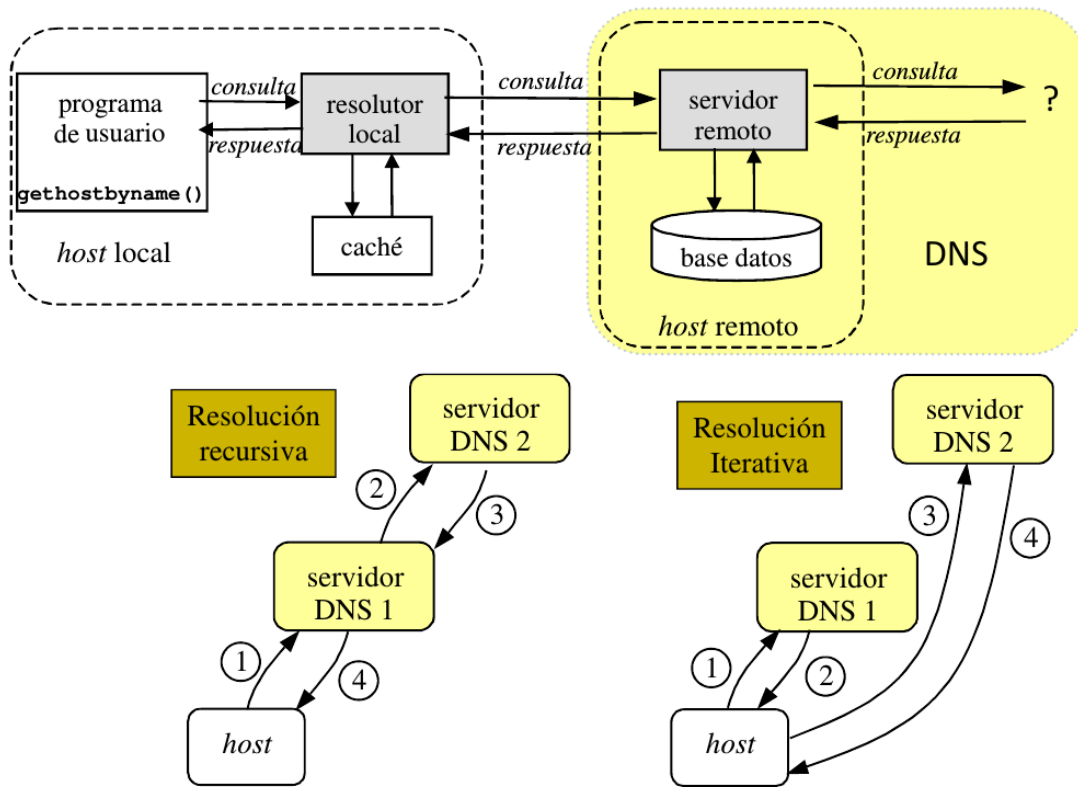 programa
de usuario
gethostbyname()
consulta
respuesta
resolutor
local
caché
host local
consulta
respuesta
servidor
remoto
base datos
host remoto
consulta
respuesta
?
DNS
Resolución
recursiva
servidor
DNS 2
2
3
servidor
DNS 1
1
4
host
Resolución
Iterativa
servidor
DNS 2
3
4
servidor
DNS 1
1
2
host